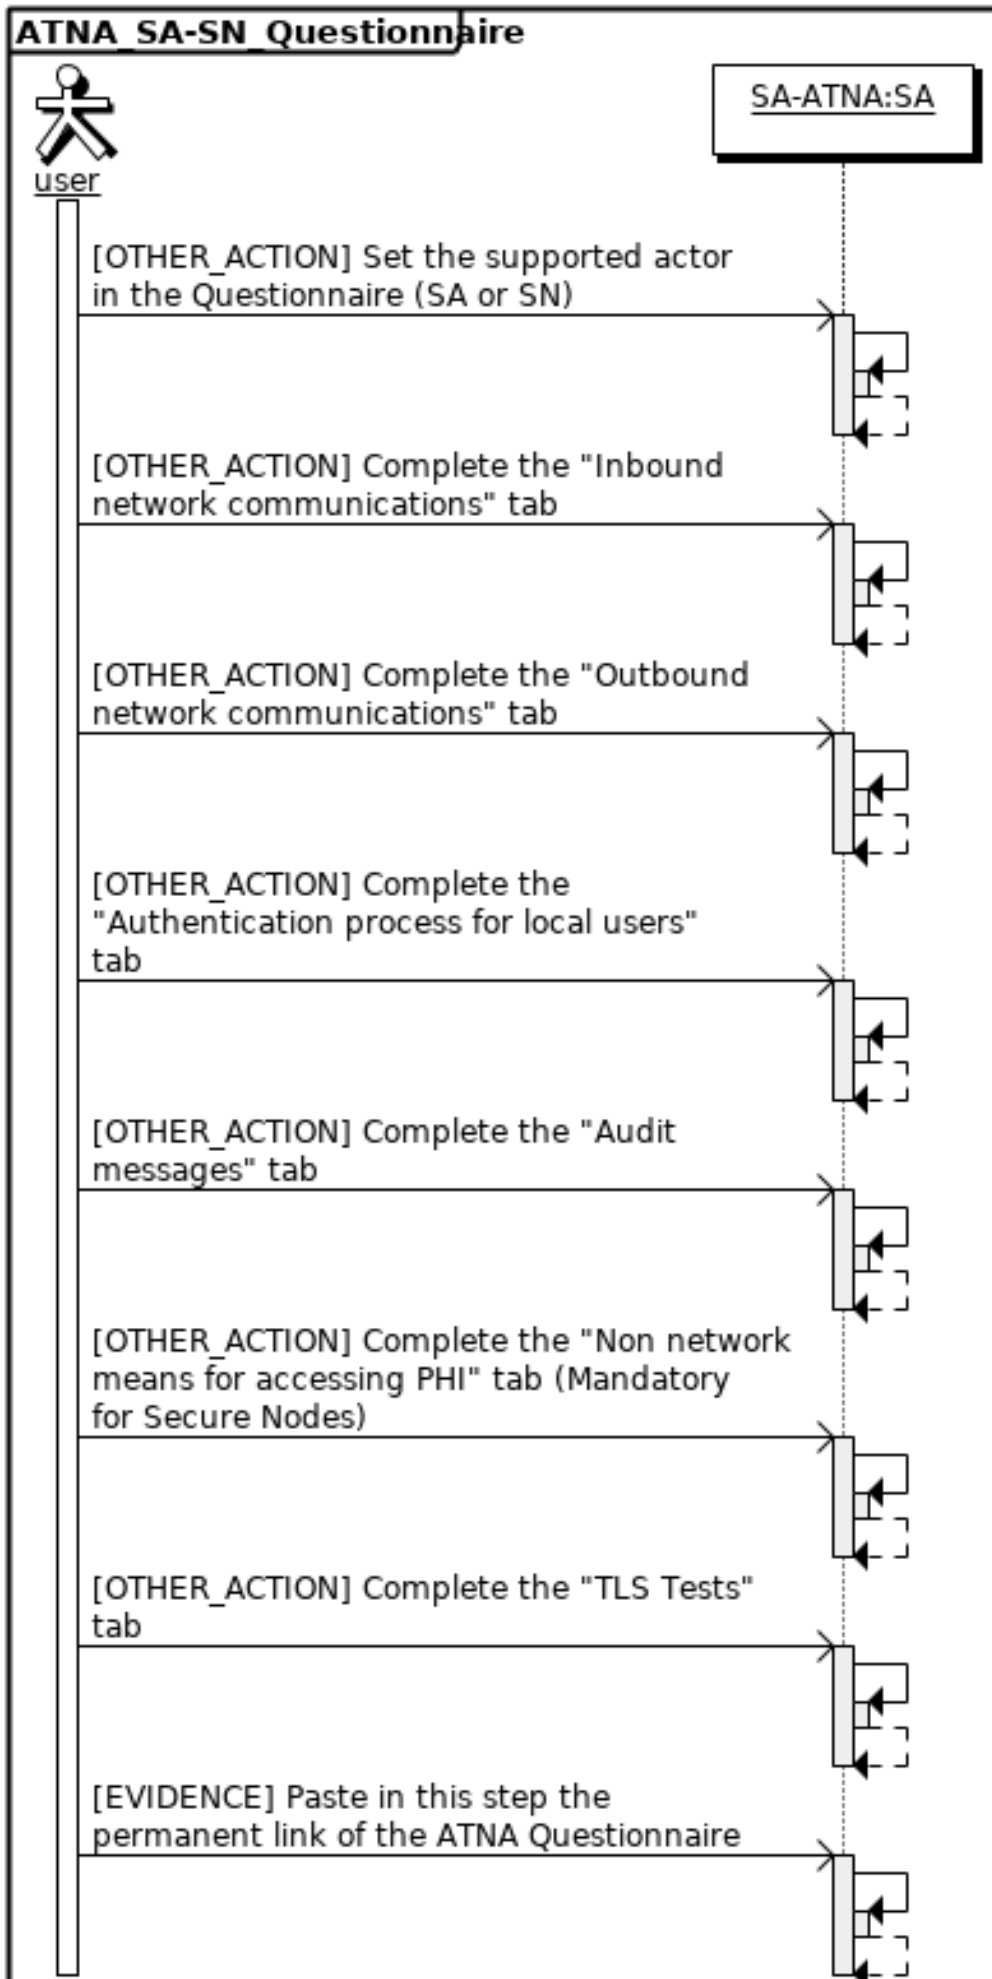 ATNA_SA-SN_Questionnaire
SA-ATNA:SA
user
[OTHER_ACTION] Set the supported actor
in the Questionnaire (SA or SN)
[OTHER_ACTION] Complete the "Inbound
network communications" tab
[OTHER_ACTION] Complete the "Outbound
network communications" tab
[OTHER_ACTION] Complete the
"Authentication process for local users"
tab
[OTHER_ACTION] Complete the "Audit
messages" tab
[OTHER_ACTION] Complete the "Non network
means for accessing PHI" tab (Mandatory
for Secure Nodes)
[OTHER_ACTION] Complete the "TLS Tests"
tab
[EVIDENCE] Paste in this step the
permanent link of the ATNA Questionnaire